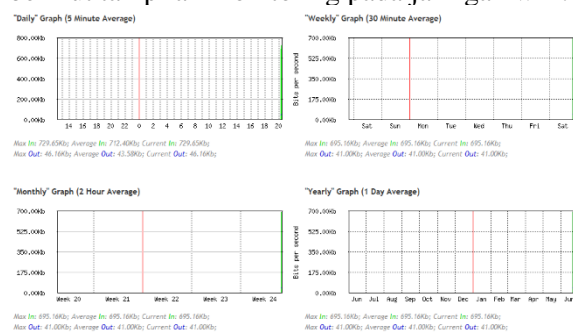 "Daily" Graph (5 Minute Average)
800,00Kb
600,00Kb
400,00Kb
200,00Kb
0,00Kb
14 16 18 20 22 0 2 4 6 8 10 12 14 16 18 20
Max In: 729.65Kb; Average In: 712.40Kb; Current In: 729.65Kb;
Max Out: 46.16Kb; Average Out: 43.58Kb; Current Out: 46.16Kb;
"Weekly" Graph (30 Minute Average)
Bits per second
700,00Kb
525,00Kb
350,00Kb
175,00Kb
0,00Kb
Sat Sun Mon Tue Wed Thu Fri Sat
Max In: 695.16Kb; Average In: 695.16Kb; Current In: 695.16Kb;
Max Out: 41.00Kb; Average Out: 41.00Kb; Current Out: 41.00Kb;
"Monthly" Graph (2 Hour Average)
700,00Kb
525,00Kb
350,00Kb
175,00Kb
0,00Kb
Week 20 Week 21 Week 22 Week 23 Week 24
Max In: 695.16Kb; Average In: 695.16Kb; Current In: 695.16Kb;
Max Out: 41.00Kb; Average Out: 41.00Kb; Current Out: 41.00Kb;
"Yearly" Graph (1 Day Average)
Bits per second
700,00Kb
525,00Kb
350,00Kb
175,00Kb
0,00Kb
Jun Jul Aug Sep Oct Nov Dec Jan Feb Mar Apr May Jun
Max In: 695.16Kb; Average In: 695.16Kb; Current In: 695.16Kb;
Max Out: 41.00Kb; Average Out: 41.00Kb; Current Out: 41.00Kb;